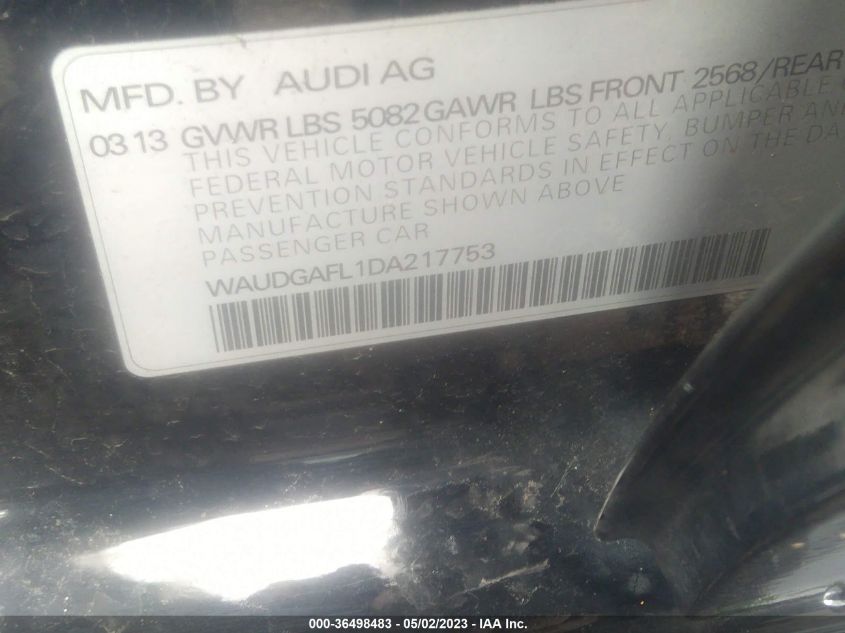 MFD. BY AUDI AG
03 13 GVWR LBS 5082 GAWR LBS FRONT 2568/REAR
THIS VEHICLE CONFORMS TO ALL APPLICABLE
FEDERAL MOTOR VEHICLE SAFETY, BUMPER AND
PREVENTION STANDARDS IN EFFECT ON THE DA
MANUFACTURE SHOWN ABOVE
PASSENGER CAR
WAUDGAFL1DA217753
000-36498483 - 05/02/2023 - IAA Inc.